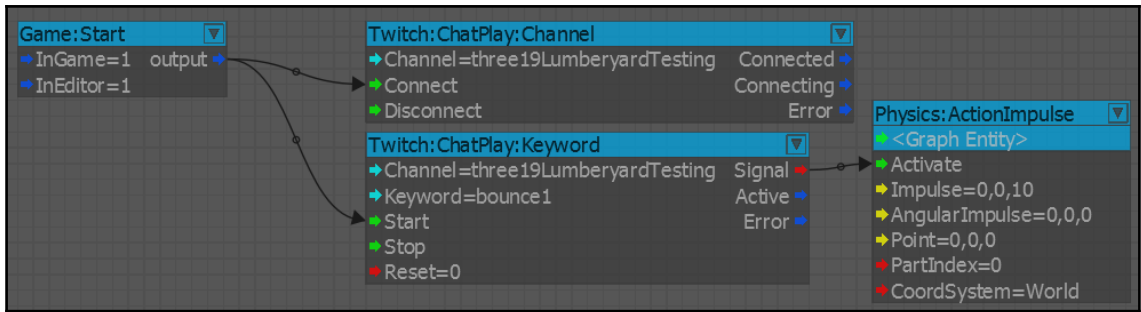 Game:Start
InGame=1 output
InEditor=1
Twitch:ChatPlay:Channel
Channel=three19LumberyardTesting Connected
Connect Connecting
Disconnect Error
Twitch:ChatPlay:Keyword
Channel=three19LumberyardTesting Signal
Keyword=bounce1 Active
Start Error
Stop
Reset=0
Physics:ActionImpulse
<Graph Entity>
Activate
Impulse=0,0,10
AngularImpulse=0,0,0
Point=0,0,0
PartIndex=0
CoordSystem=World